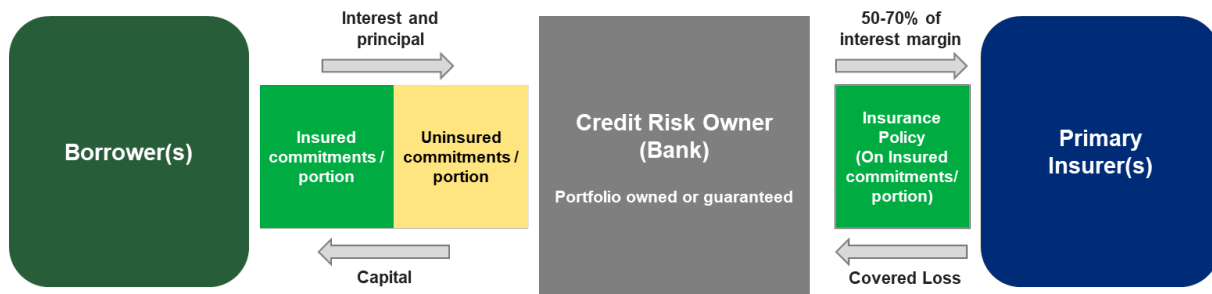 Borrower(s)
Interest and
principal
Insured
commitments /
portion
Uninsured
commitments /
portion
Capital
Credit Risk Owner
(Bank)
Portfolio owned or guaranteed
50-70% of
interest margin
Insurance
Policy
(On Insured
commitments/
portion)
Covered Loss
Primary
Insurer(s)